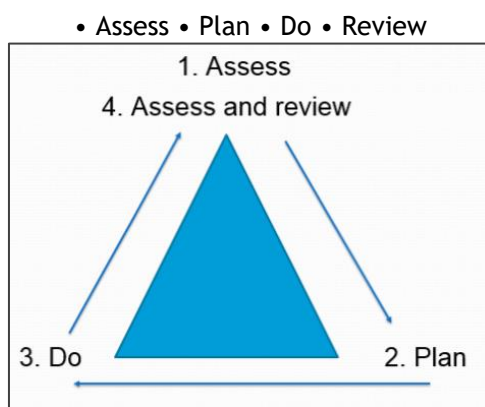 • Assess • Plan • Do • Review
1. Assess
4. Assess and review
3. Do
2. Plan